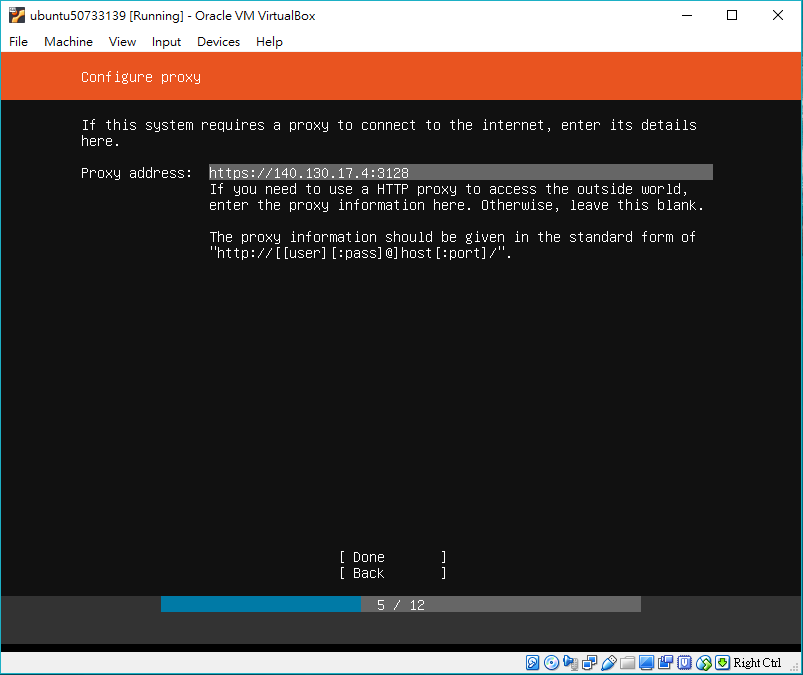 ubuntu50733139 [Running] - Oracle VM VirtualBox
File Machine View Input Devices Help
Configure proxy
If this system requires a proxy to connect to the internet, enter its details
here.
Proxy address: https://140.130.17.4:3128
If you need to use a HTTP proxy to access the outside world,
enter the proxy information here. Otherwise, leave this blank.
The proxy information should be given in the standard form of
"http://[[user][:pass]@]host[:port]/".
[ Done ]
[ Back ]
5 / 12
Right Ctrl